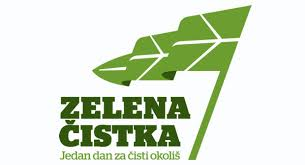 ZELENA
ČISTKA
Jedan dan za čisti okoliš